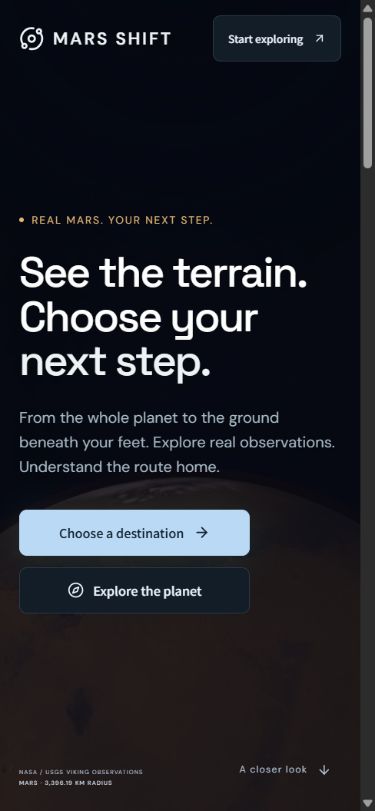 MARS SHIFT
Start exploring
REAL MARS. YOUR NEXT STEP.
See the terrain.
Choose your
next step.
From the whole planet to the ground
beneath your feet. Explore real observations.
Understand the route home.
Choose a destination
Explore the planet
NASA / USGS VIKING OBSERVATIONS
MARS · 3,396.19 KM RADIUS
A closer look